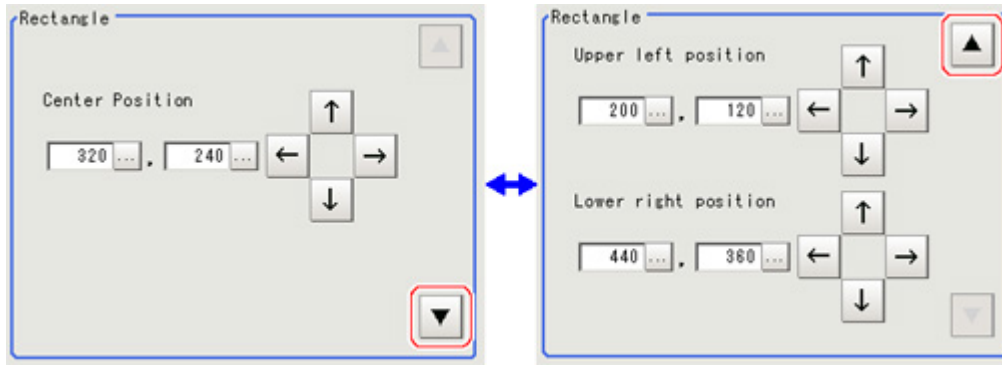 Rectangle
Center Position
320 ... , 240 ... ← ↑ ↓ →
▲
▼
Rectangle
Upper left position
200 ... , 120 ... ← ↑ ↓ →
Lower right position
440 ... , 360 ... ← ↑ ↓ →
▲
▼